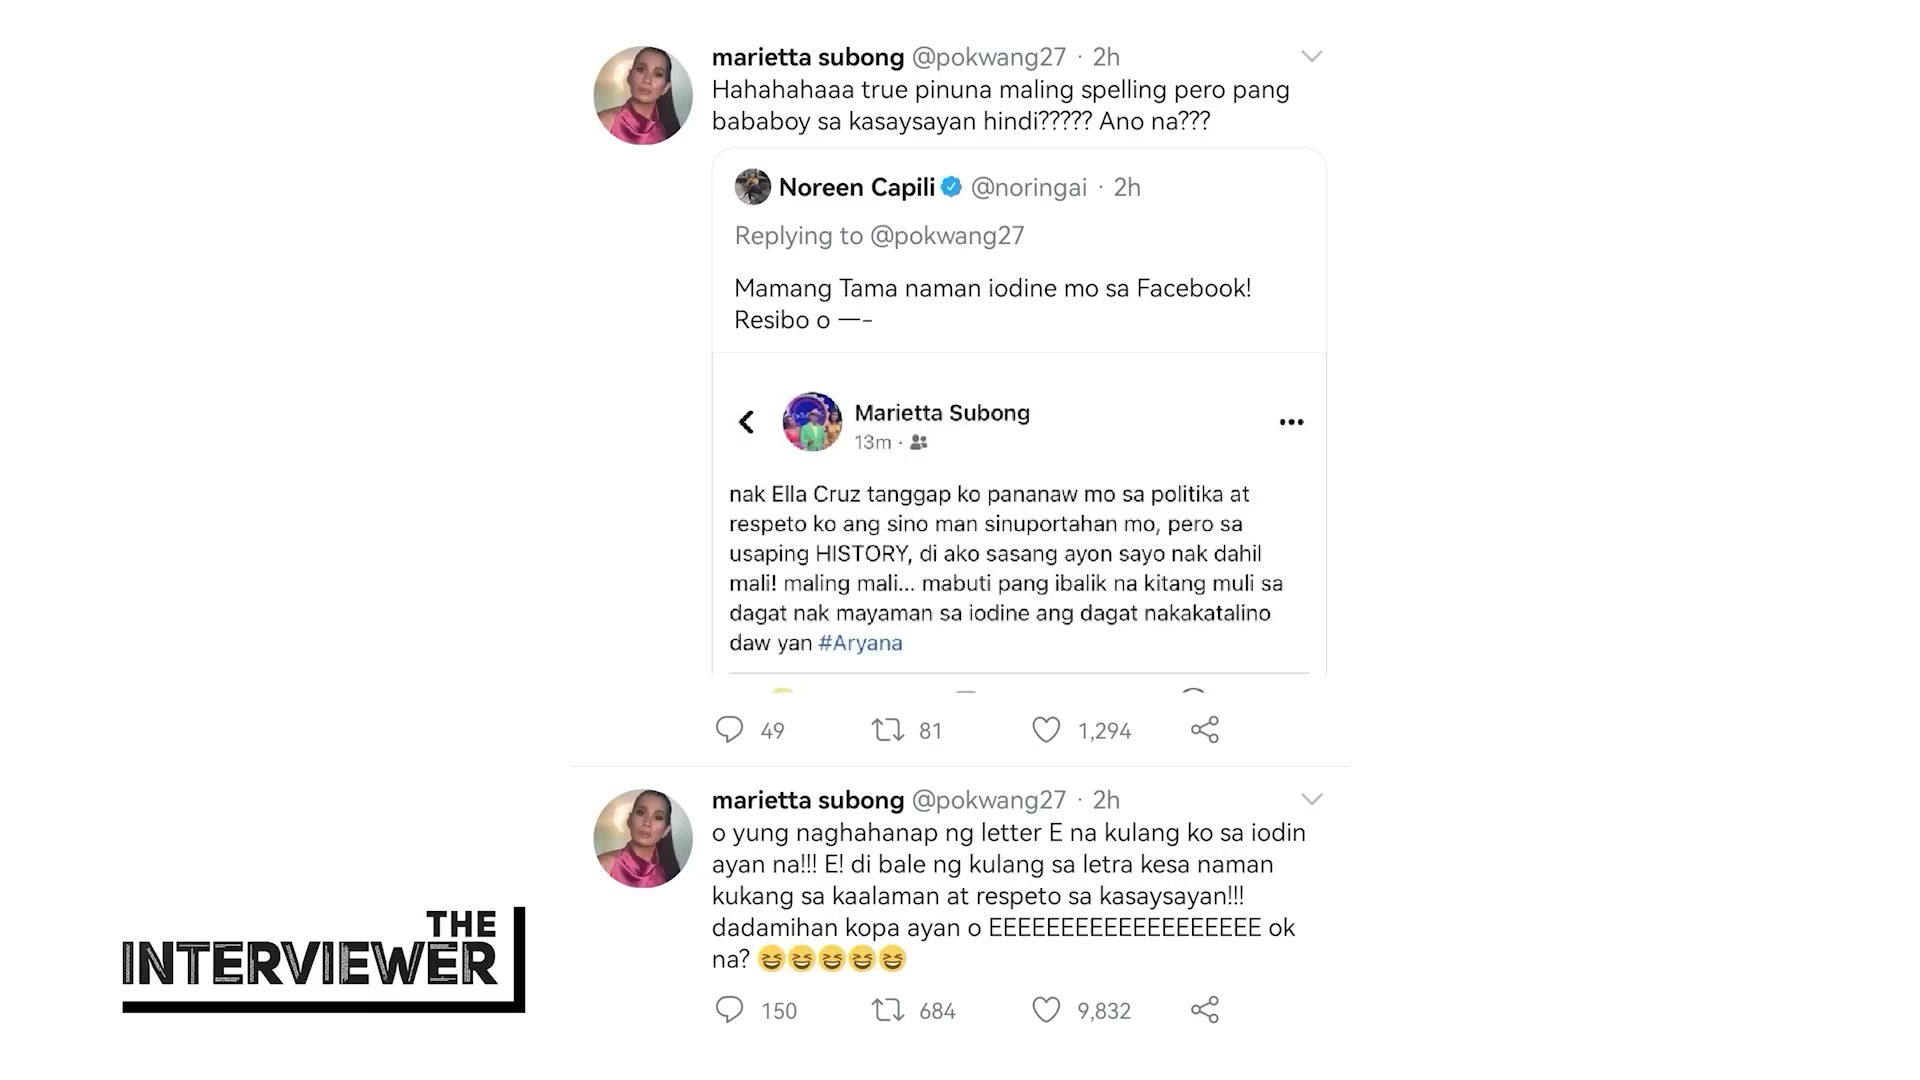 marietta subong @pokwang27 · 2h
Hahahahaaa true pinuna maling spelling pero pang
bababoy sa kasaysayan hindi????? Ano na???
Noreen Capili @noringai · 2h
Replying to @pokwang27
Mamang Tama naman iodine mo sa Facebook!
Resibo o —-
Marietta Subong
13m ·
nak Ella Cruz tanggap ko pananaw mo sa politika at
respeto ko ang sino man sinuportahan mo, pero sa
usaping HISTORY, di ako sasang ayon sayo nak dahil
mali! maling mali... mabuti pang ibalik na kitang muli sa
dagat nak mayaman sa iodine ang dagat nakakatalino
daw yan #Aryana
49 81 1,294
marietta subong @pokwang27 · 2h
o yung naghahanap ng letter E na kulang ko sa iodin
ayan na!!! E! di bale ng kulang sa letra kesa naman
kukang sa kaalaman at respeto sa kasaysayan!!!
dadamihan kopa ayan o EEEEEEEEEEEEEEEEEEE ok
na? 😆😆😆😆😆
150 684 9,832
THE
INTERVIEWER